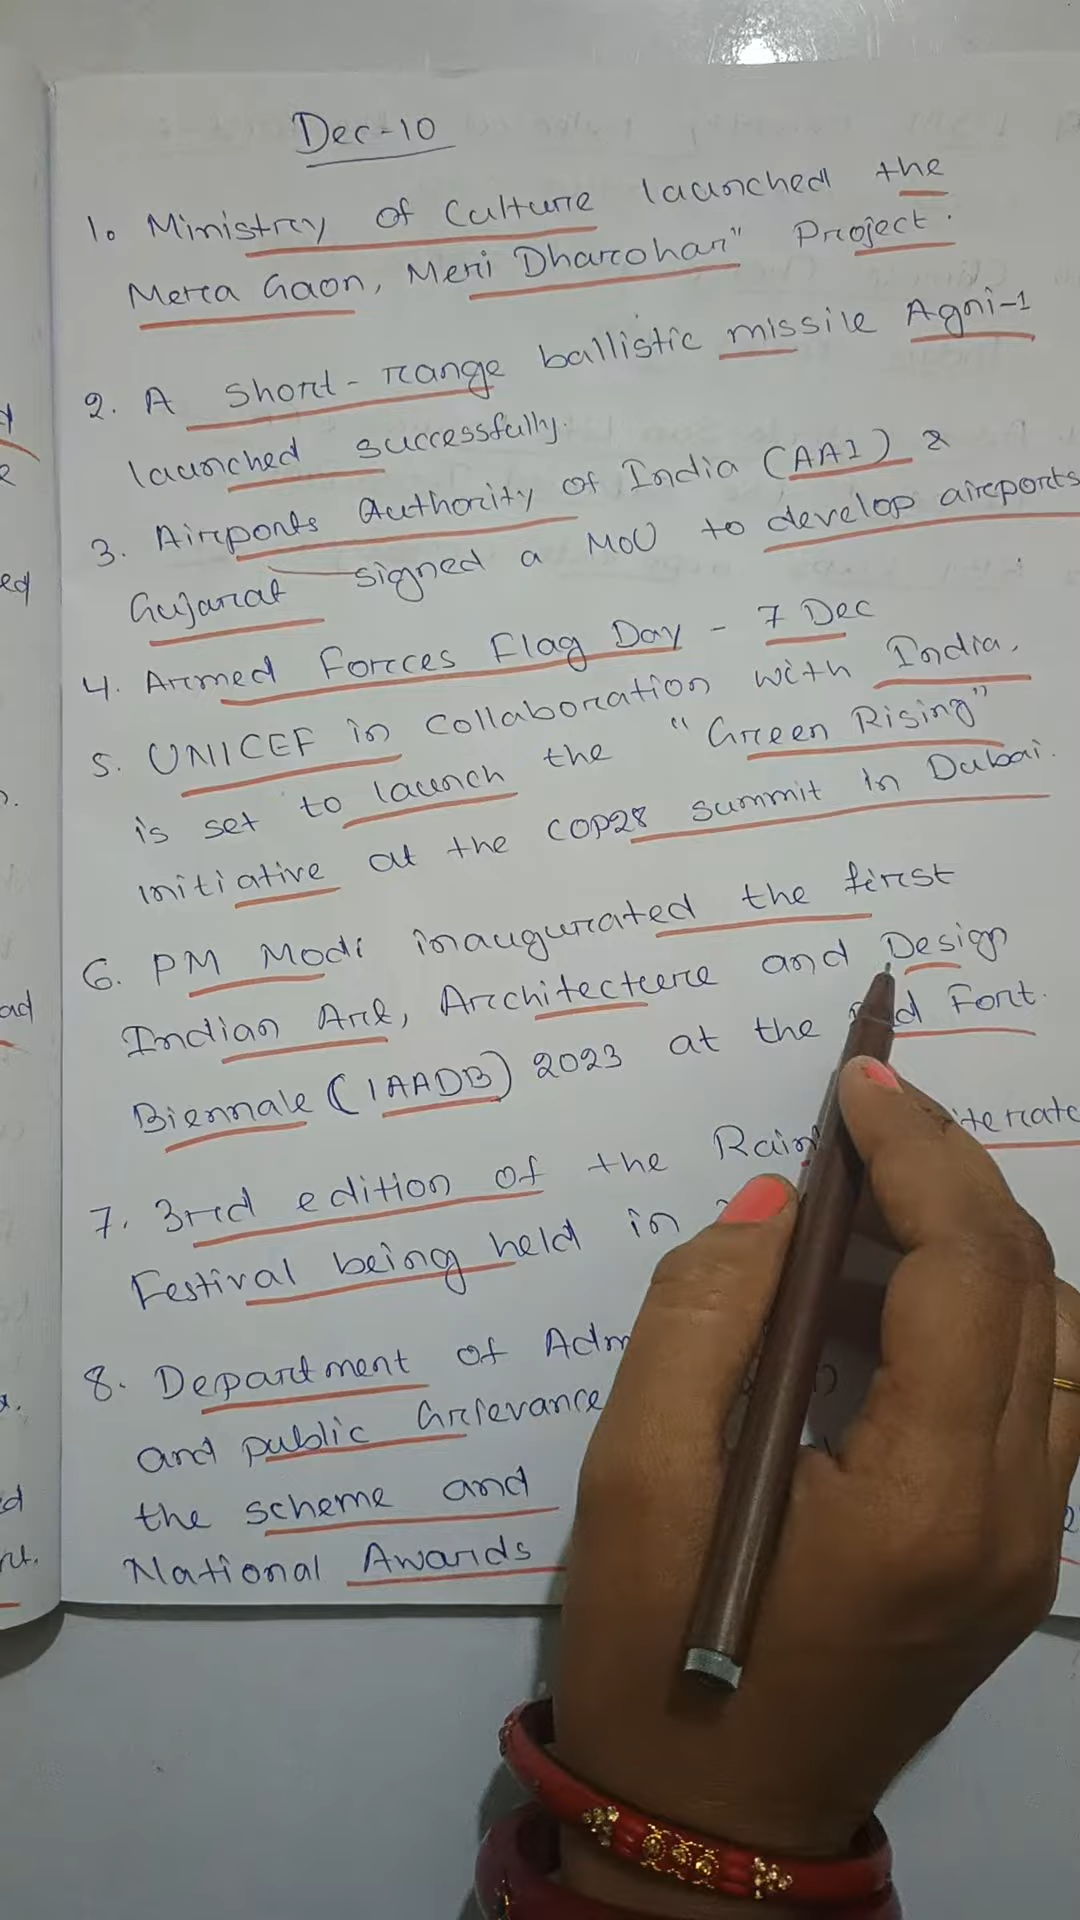 Dec-10
1. Ministry of Culture launched the
Mera Gaon, Meri Dharohar" Project.
2. A short-range ballistic missile Agni-1
launched successfully.
3. Airports Authority of India (AAI) &
Gujarat signed a MoU to develop airports
4. Armed Forces Flag Day - 7 Dec
5. UNICEF in collaboration with India,
is set to launch the "Green Rising"
initiative at the COP28 summit in Dubai.
6. PM Modi inaugurated the first
Indian Art, Architecture and Design
Biennale (IAADB) 2023 at the Fort.
7. 3rd edition of the
Festival being held in
8. Department of
and public Grievance
the scheme and
National Awards